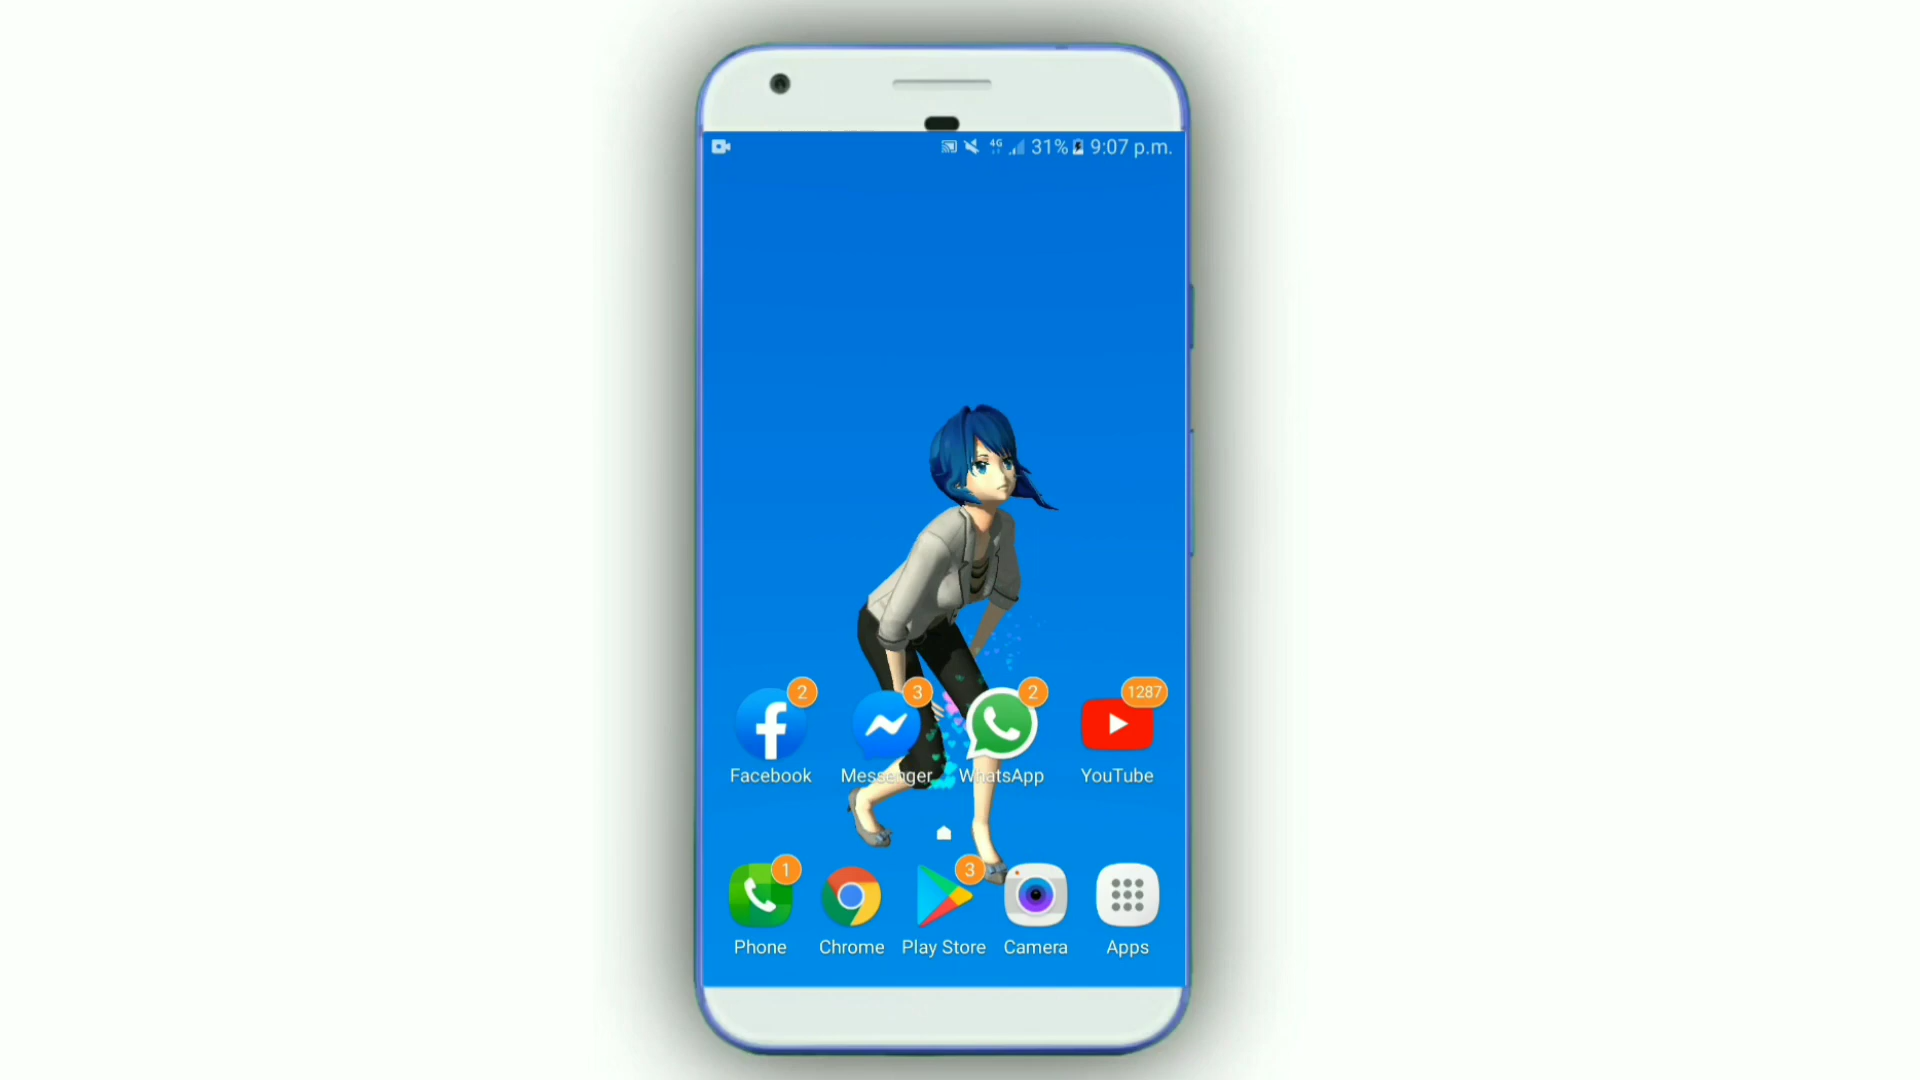 4G 31% 9:07 p.m.
2 3 2 1287
Facebook Messenger WhatsApp YouTube
1 3
Phone Chrome Play Store Camera Apps